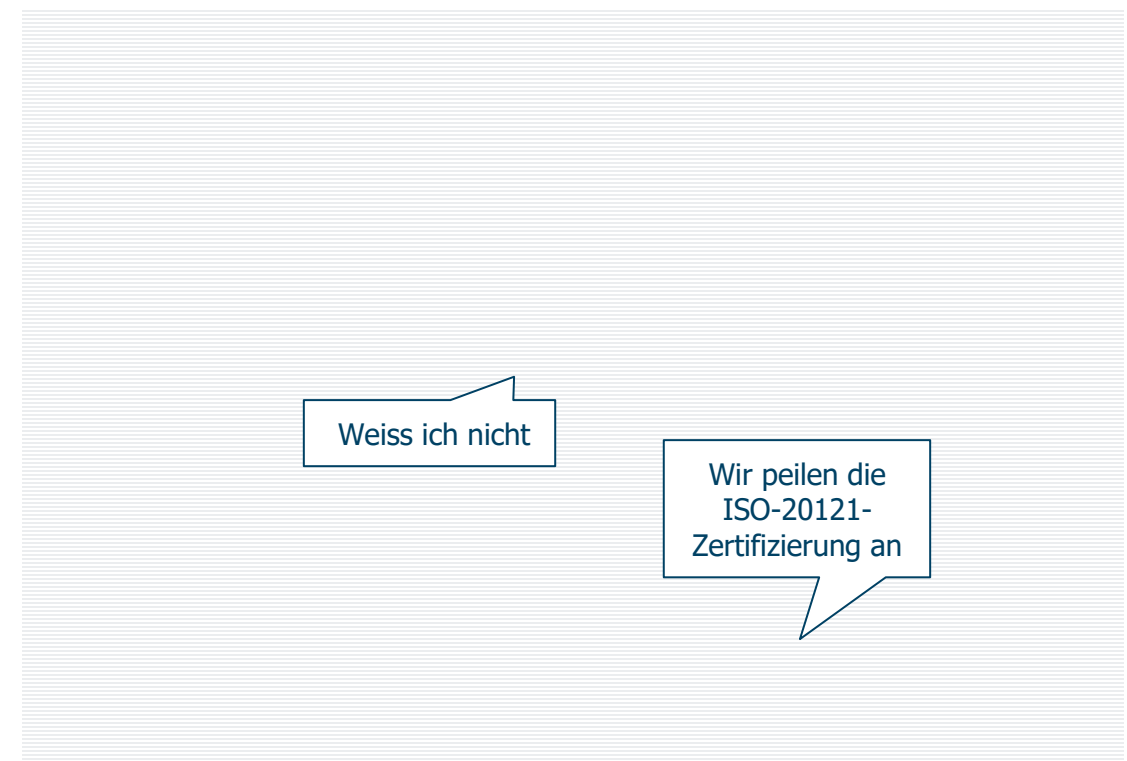 Weiss ich nicht
Wir peilen die
ISO-20121-
Zertifizierung an